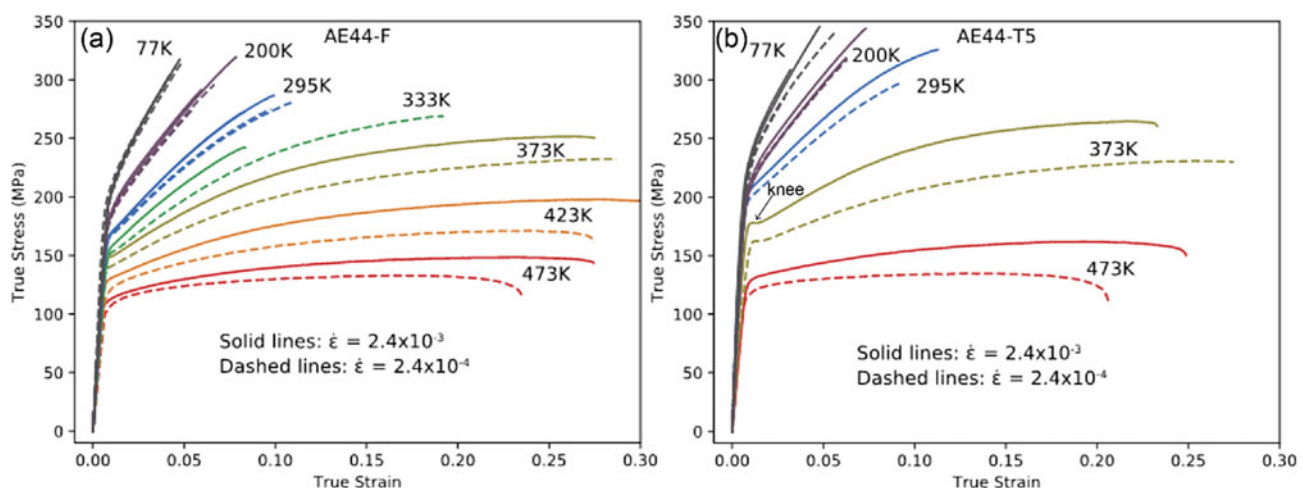 (a)
AE44-F
350
300
250
200
150
100
50
0
True Stress (MPa)
77K
200K
295K
333K
373K
423K
473K
Solid lines: ε̇ = 2.4x10⁻³
Dashed lines: ε̇ = 2.4x10⁻⁴
0.00 0.05 0.10 0.15 0.20 0.25 0.30
True Strain
(b)
AE44-T5
350
300
250
200
150
100
50
0
True Stress (MPa)
77K
200K
295K
knee
373K
473K
Solid lines: ε̇ = 2.4x10⁻³
Dashed lines: ε̇ = 2.4x10⁻⁴
0.00 0.05 0.10 0.15 0.20 0.25 0.30
True Strain